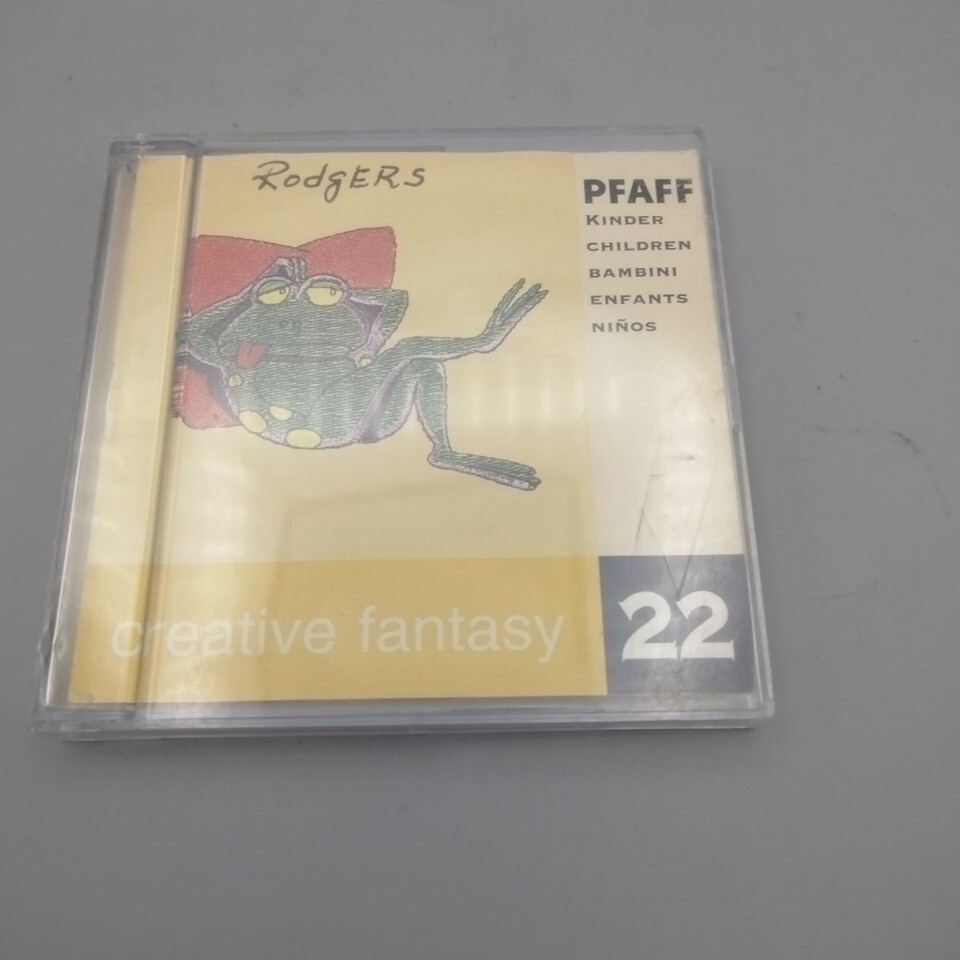 RodgERS
PFAFF
KINDER
CHILDREN
BAMBINI
ENFANTS
NIÑOS
creative fantasy
22